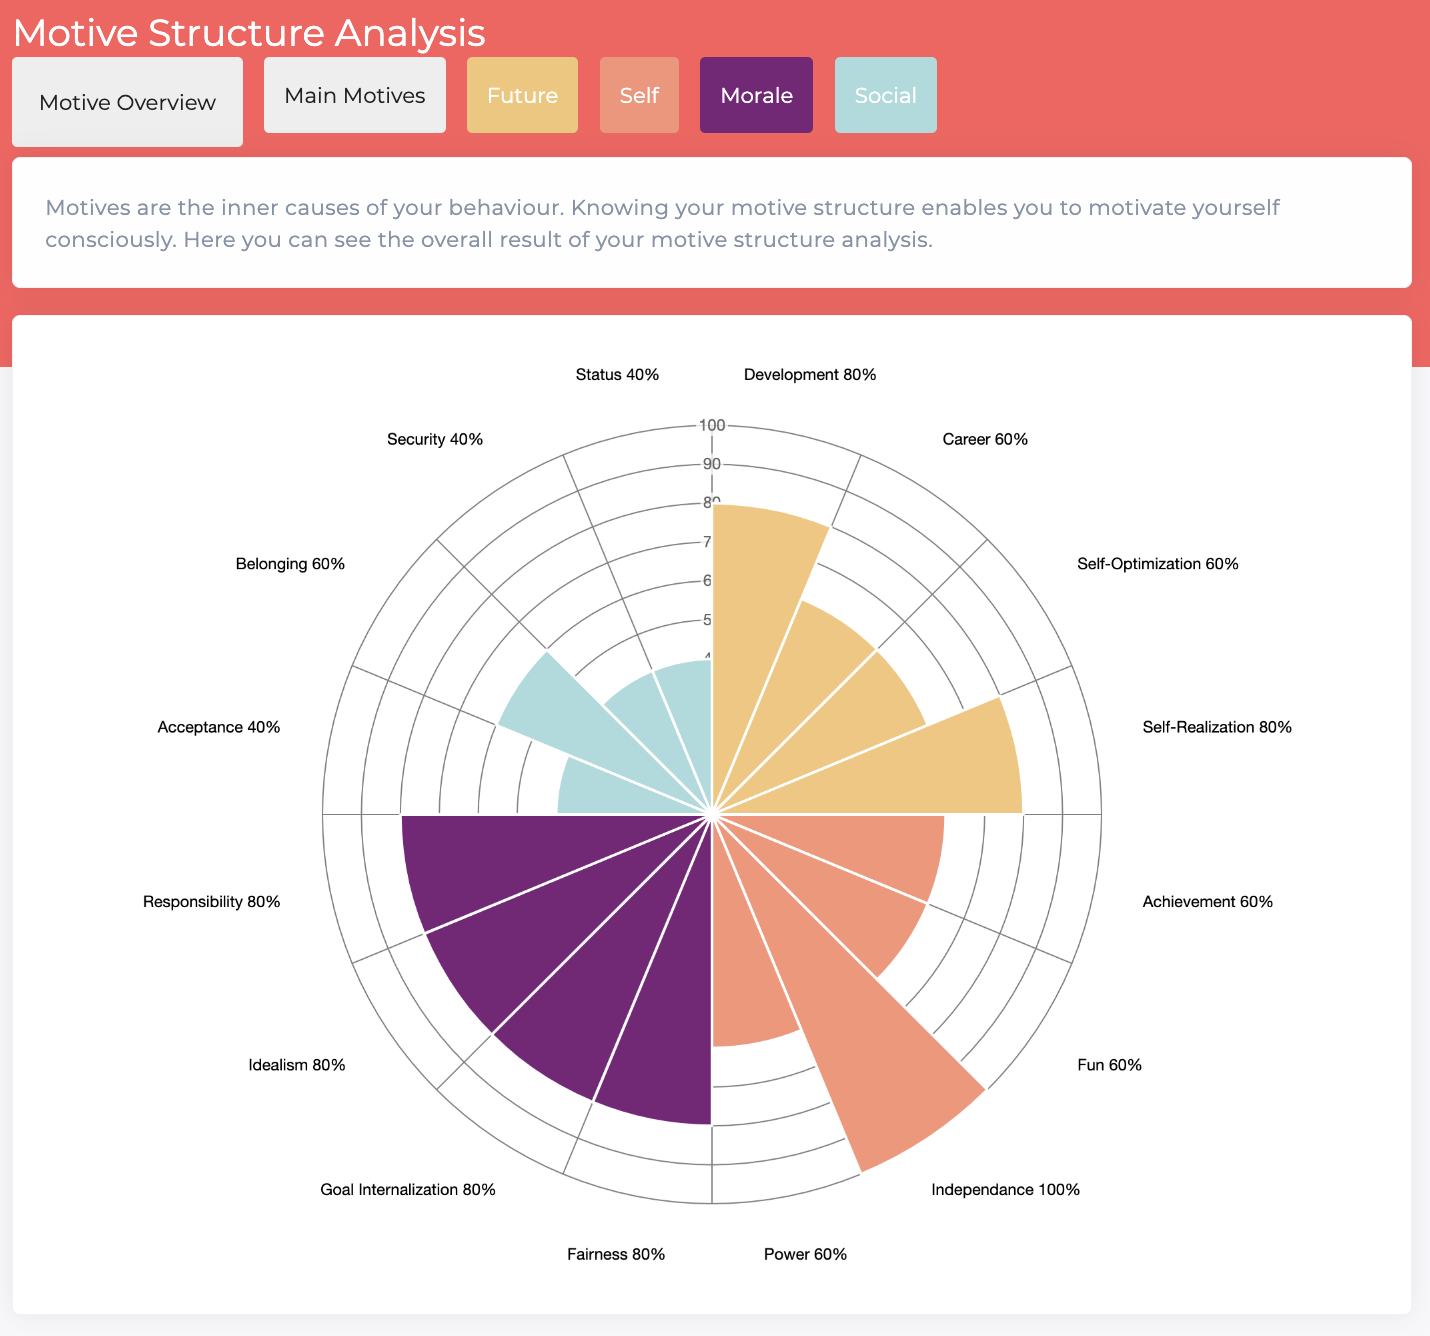 Motive Structure Analysis
Motive Overview
Main Motives
Future
Self
Morale
Social
Motives are the inner causes of your behaviour. Knowing your motive structure enables you to motivate yourself
consciously. Here you can see the overall result of your motive structure analysis.
Status 40%
Development 80%
Security 40%
Career 60%
100
90
80
7
6
5
Belonging 60%
Self-Optimization 60%
Acceptance 40%
Self-Realization 80%
Responsibility 80%
Achievement 60%
Idealism 80%
Fun 60%
Goal Internalization 80%
Independance 100%
Fairness 80%
Power 60%